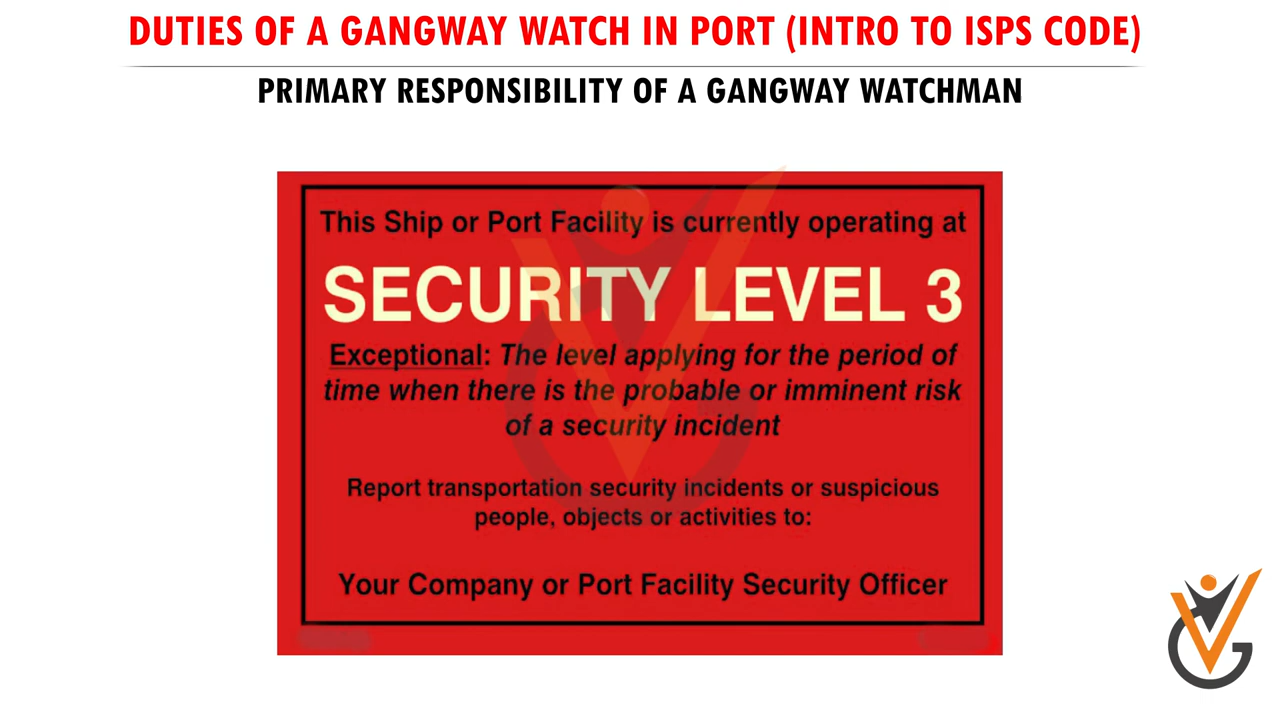 DUTIES OF A GANGWAY WATCH IN PORT (INTRO TO ISPS CODE)
PRIMARY RESPONSIBILITY OF A GANGWAY WATCHMAN
This Ship or Port Facility is currently operating at
SECURITY LEVEL 3
Exceptional: The level applying for the period of
time when there is the probable or imminent risk
of a security incident
Report transportation security incidents or suspicious
people, objects or activities to:
Your Company or Port Facility Security Officer